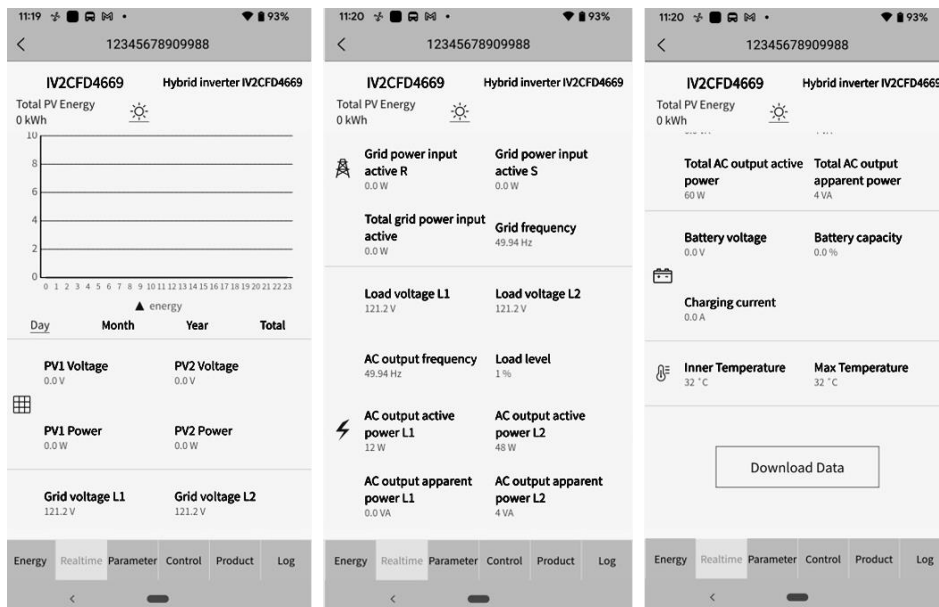 11:19
93%
12345678909988
IV2CFD4669
Hybrid inverter IV2CFD4669
Total PV Energy
0 kWh
10
8
6
4
2
0
0 1 2 3 4 5 6 7 8 9 10 11 12 13 14 15 16 17 18 19 20 21 22 23
energy
Day Month Year Total
PV1 Voltage
0.0 V
PV2 Voltage
0.0 V
PV1 Power
0.0 W
PV2 Power
0.0 W
Grid voltage L1
121.2 V
Grid voltage L2
121.2 V
Energy Realtime Parameter Control Product Log
11:20
93%
12345678909988
IV2CFD4669
Hybrid inverter IV2CFD4669
Total PV Energy
0 kWh
Grid power input
active R
0.0 W
Grid power input
active S
0.0 W
Total grid power input
active
0.0 W
Grid frequency
49.94 Hz
Load voltage L1
121.2 V
Load voltage L2
121.2 V
AC output frequency
49.94 Hz
Load level
1 %
AC output active
power L1
12 W
AC output active
power L2
48 W
AC output apparent
power L1
0.0 VA
AC output apparent
power L2
4 VA
Energy Realtime Parameter Control Product Log
11:20
93%
12345678909988
IV2CFD4669
Hybrid inverter IV2CFD4669
Total PV Energy
0 kWh
Total AC output active
power
60 W
Total AC output
apparent power
4 VA
Battery voltage
0.0 V
Battery capacity
0.0 %
Charging current
0.0 A
Inner Temperature
32 ˚C
Max Temperature
32 ˚C
Download Data
Energy Realtime Parameter Control Product Log